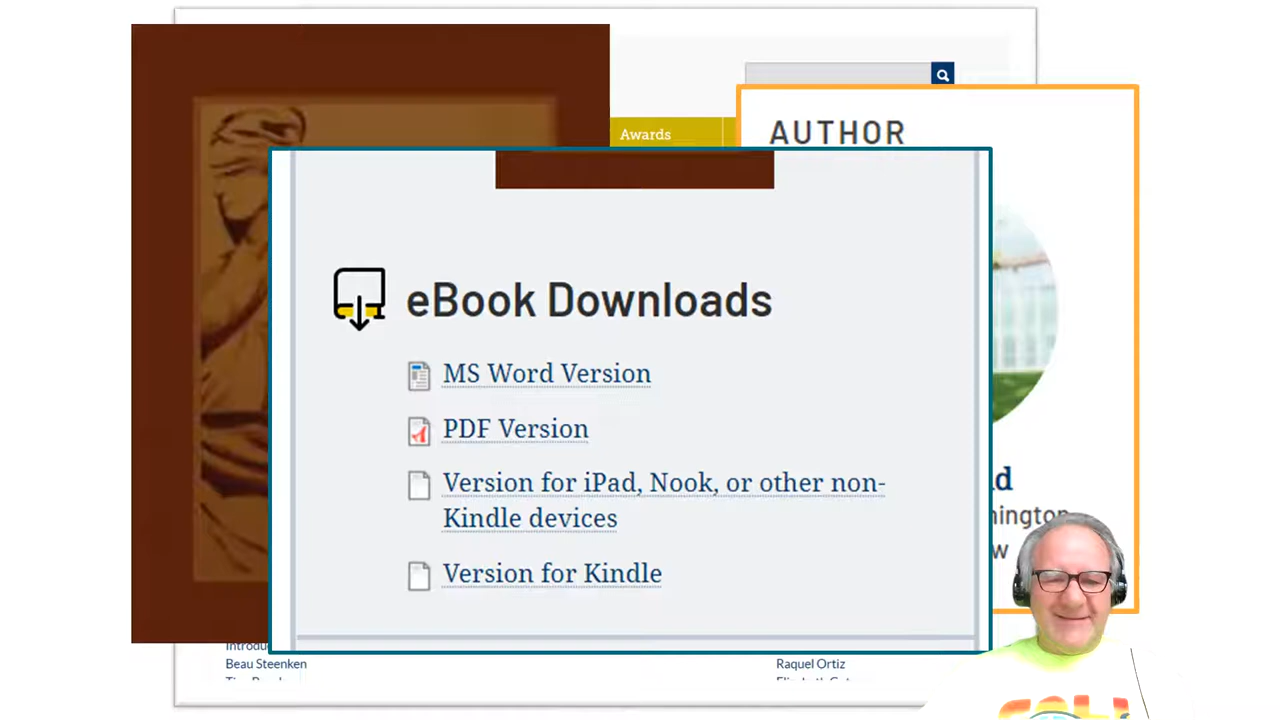 Awards
AUTHOR
eBook Downloads
MS Word Version
PDF Version
Version for iPad, Nook, or other non-
Kindle devices
Version for Kindle
Beau Steenken
Raquel Ortiz